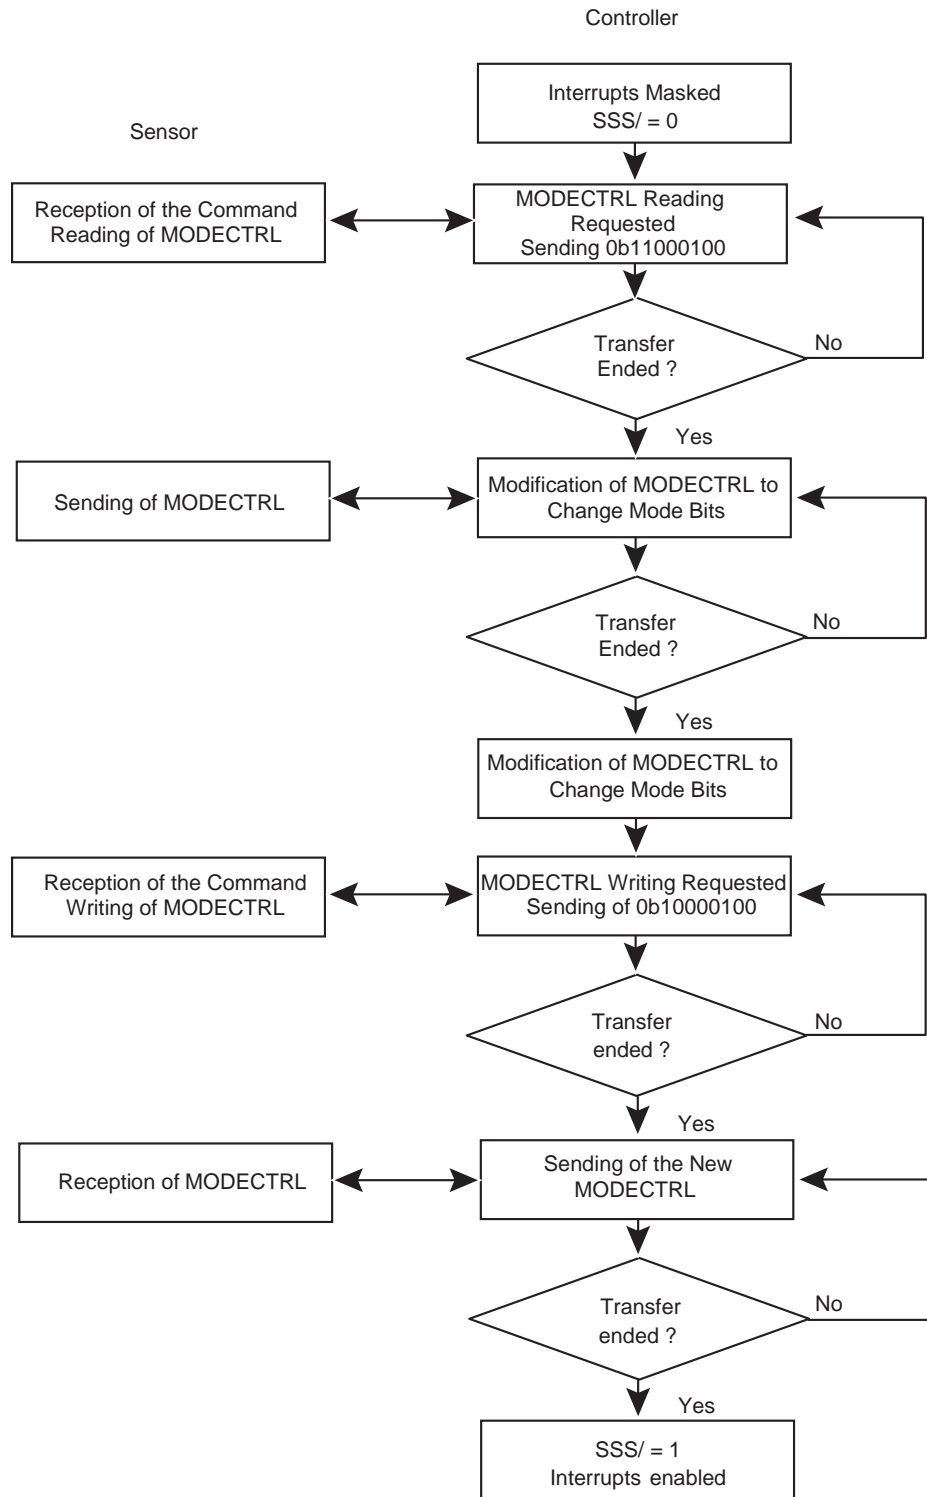 Controller
Interrupts Masked
SSS/ = 0
Sensor
Reception of the Command
Reading of MODECTRL
MODECTRL Reading
Requested
Sending 0b11000100
Transfer
Ended ?
No
Yes
Sending of MODECTRL
Modification of MODECTRL to
Change Mode Bits
Transfer
Ended ?
No
Yes
Modification of MODECTRL to
Change Mode Bits
Reception of the Command
Writing of MODECTRL
MODECTRL Writing Requested
Sending of 0b10000100
Transfer
ended ?
No
Yes
Reception of MODECTRL
Sending of the New
MODECTRL
Transfer
ended ?
No
Yes
SSS/ = 1
Interrupts enabled